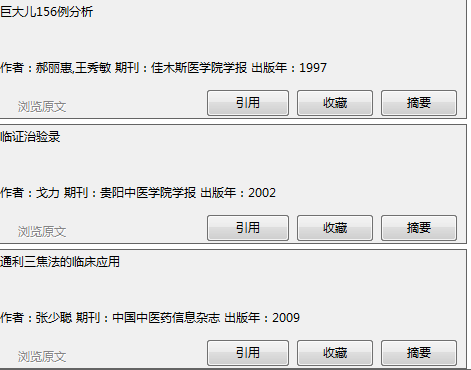 巨大儿156例分析
作者：郝丽惠,王秀敏 期刊：佳木斯医学院学报 出版年：1997
浏览原文 引用 收藏 摘要
临证治验录
作者：戈力 期刊：贵阳中医学院学报 出版年：2002
浏览原文 引用 收藏 摘要
通利三焦法的临床应用
作者：张少聪 期刊：中国中医药信息杂志 出版年：2009
浏览原文 引用 收藏 摘要